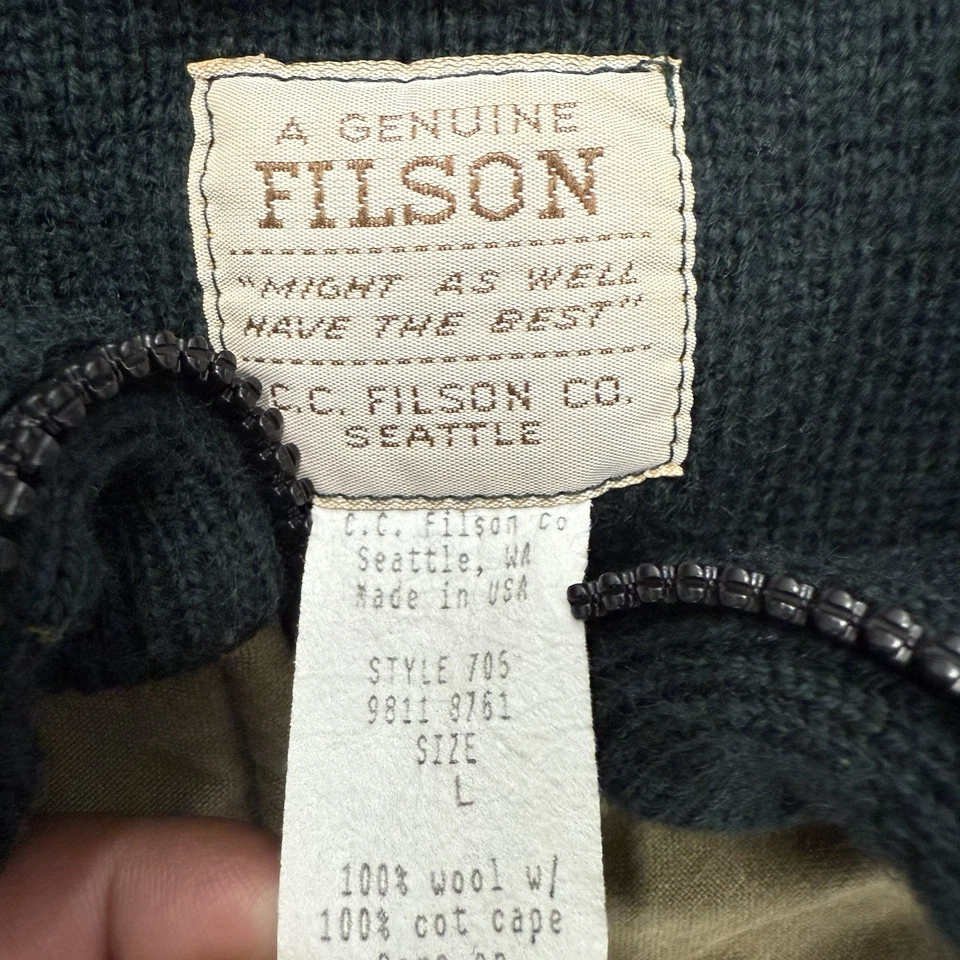 A GENUINE
FILSON
"MIGHT AS WELL
HAVE THE BEST"
C.C. FILSON CO.
SEATTLE
C.C. Filson Co
Seattle, WA
Made in USA
STYLE 705
9811 8761
SIZE
L
100% wool w/
100% cot cape